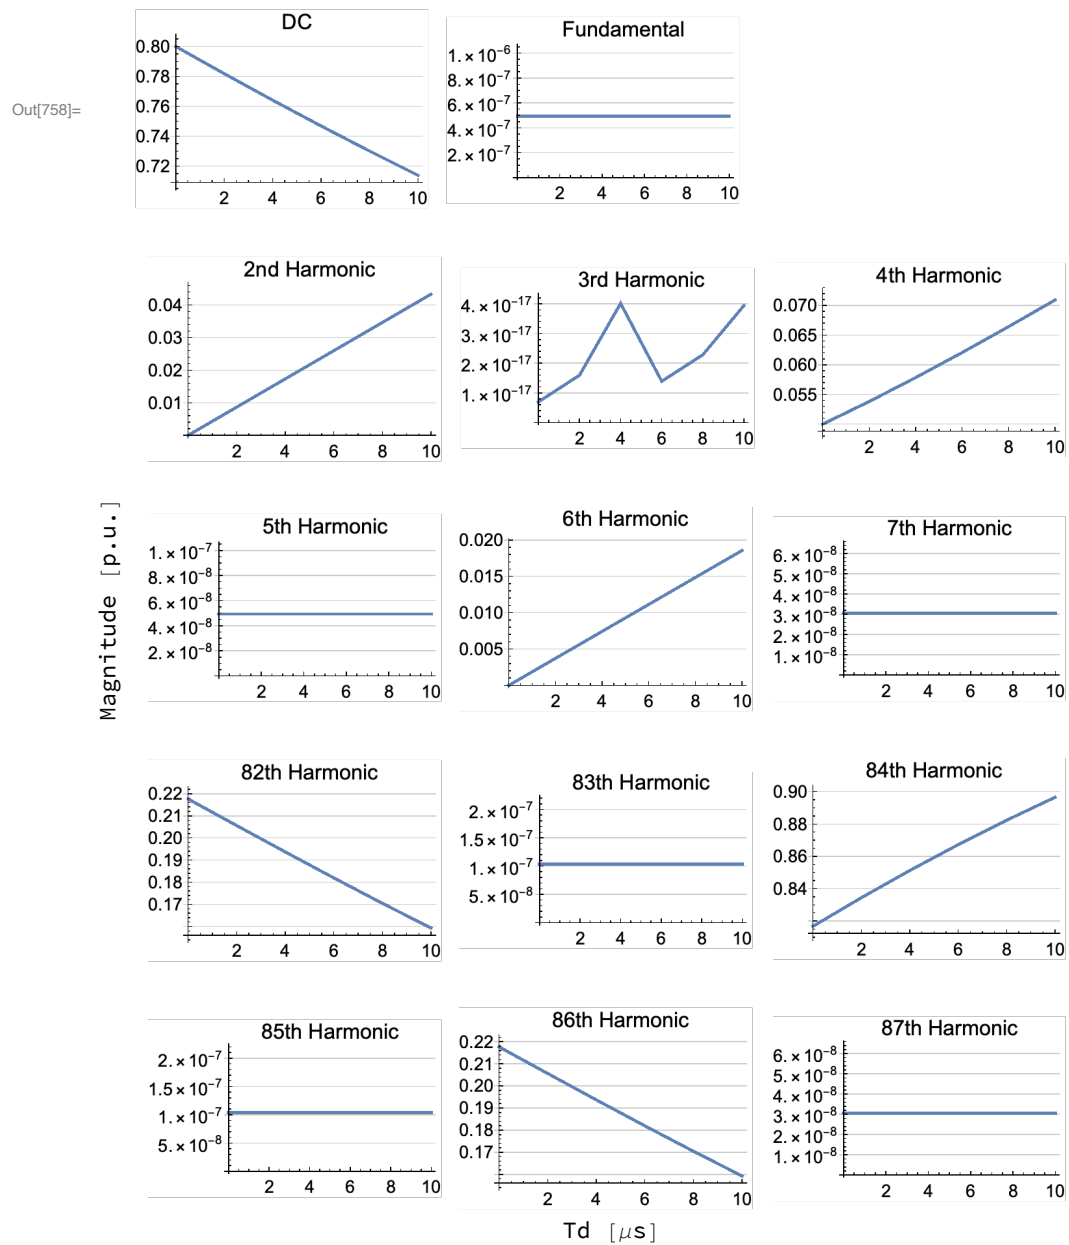 Out[758]=
DC
0.80
0.78
0.76
0.74
0.72
2 4 6 8 10
Fundamental
1.×10⁻⁶
8.×10⁻⁷
6.×10⁻⁷
4.×10⁻⁷
2.×10⁻⁷
2 4 6 8 10
2nd Harmonic
0.04
0.03
0.02
0.01
2 4 6 8 10
3rd Harmonic
4.×10⁻¹⁷
3.×10⁻¹⁷
2.×10⁻¹⁷
1.×10⁻¹⁷
2 4 6 8 10
4th Harmonic
0.070
0.065
0.060
0.055
2 4 6 8 10
Magnitude [p.u.]
5th Harmonic
1.×10⁻⁷
8.×10⁻⁸
6.×10⁻⁸
4.×10⁻⁸
2.×10⁻⁸
2 4 6 8 10
6th Harmonic
0.020
0.015
0.010
0.005
2 4 6 8 10
7th Harmonic
6.×10⁻⁸
5.×10⁻⁸
4.×10⁻⁸
3.×10⁻⁸
2.×10⁻⁸
1.×10⁻⁸
2 4 6 8 10
82th Harmonic
0.22
0.21
0.20
0.19
0.18
0.17
2 4 6 8 10
83th Harmonic
2.×10⁻⁷
1.5×10⁻⁷
1.×10⁻⁷
5.×10⁻⁸
2 4 6 8 10
84th Harmonic
0.90
0.88
0.86
0.84
2 4 6 8 10
85th Harmonic
2.×10⁻⁷
1.5×10⁻⁷
1.×10⁻⁷
5.×10⁻⁸
2 4 6 8 10
86th Harmonic
0.22
0.21
0.20
0.19
0.18
0.17
2 4 6 8 10
87th Harmonic
6.×10⁻⁸
5.×10⁻⁸
4.×10⁻⁸
3.×10⁻⁸
2.×10⁻⁸
1.×10⁻⁸
2 4 6 8 10
Td [μs]